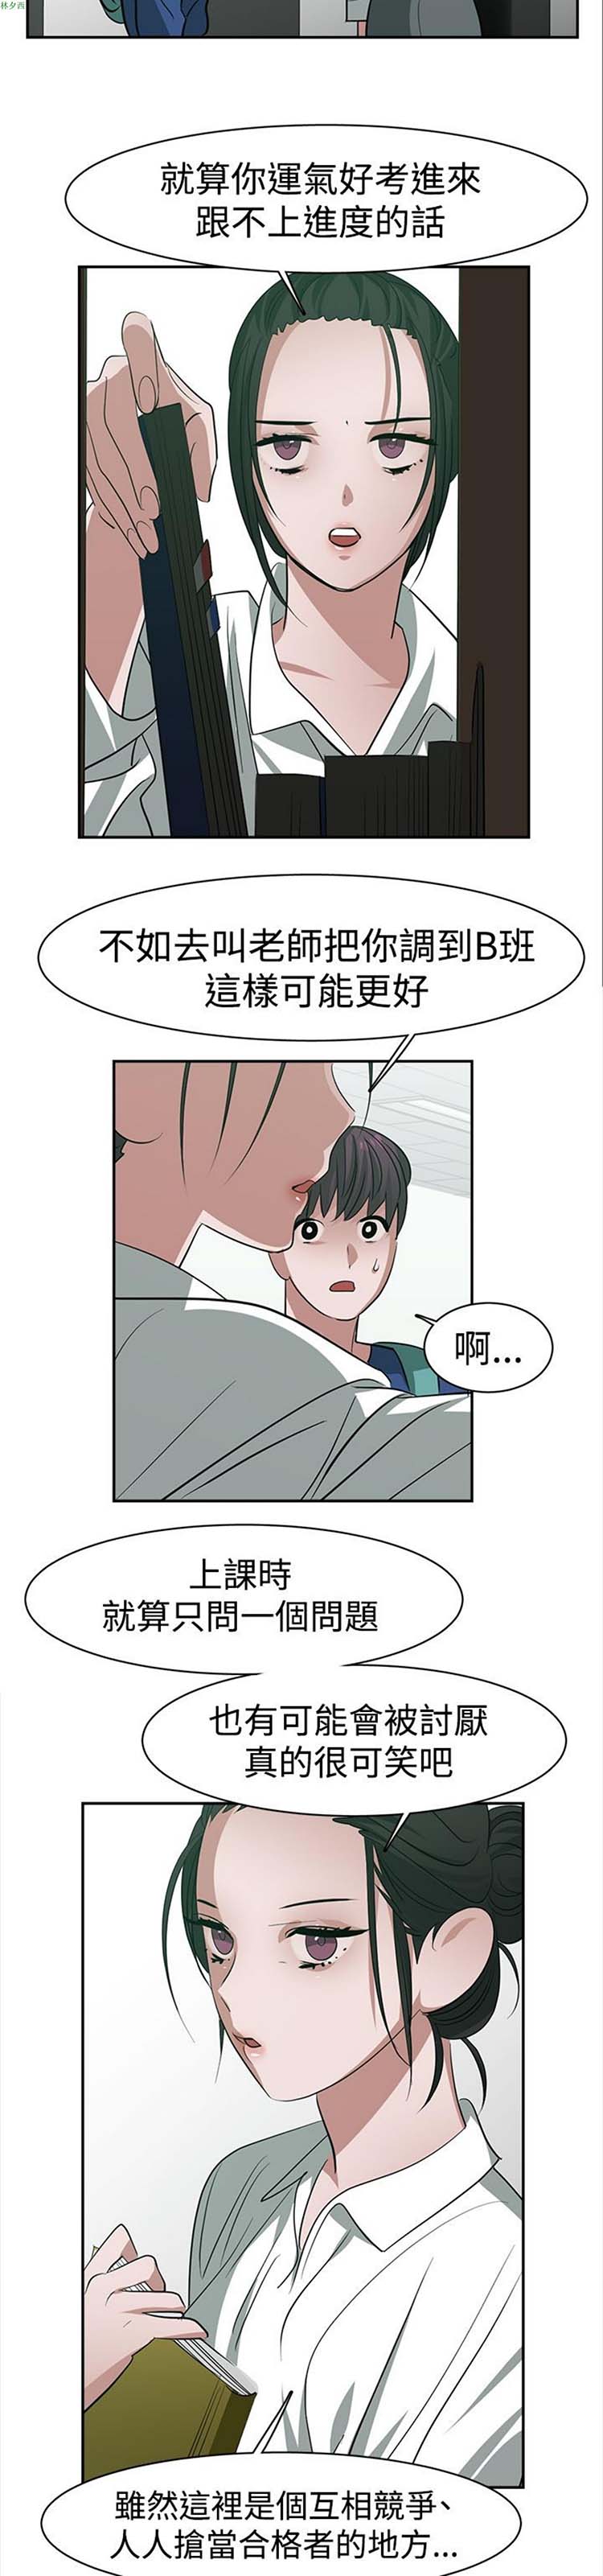 林夕西
就算你運氣好考進來
跟不上進度的話
不如去叫老師把你調到B班
這樣可能更好
啊...
上課時
就算只問一個問題
也有可能會被討厭
真的很可笑吧
雖然這裡是個互相競爭、
人人搶當合格者的地方...